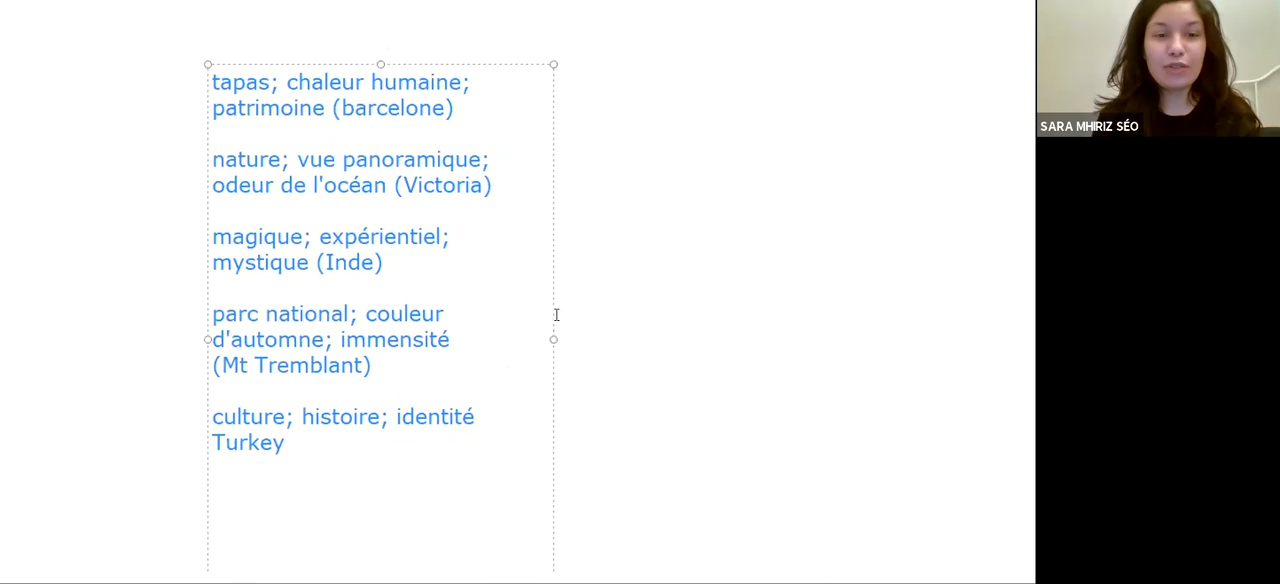 tapas; chaleur humaine;
patrimoine (barcelone)
nature; vue panoramique;
odeur de l'océan (Victoria)
magique; expérientiel;
mystique (Inde)
parc national; couleur
d'automne; immensité
(Mt Tremblant)
culture; histoire; identité
Turkey
SARA MHIRIZ SÉO